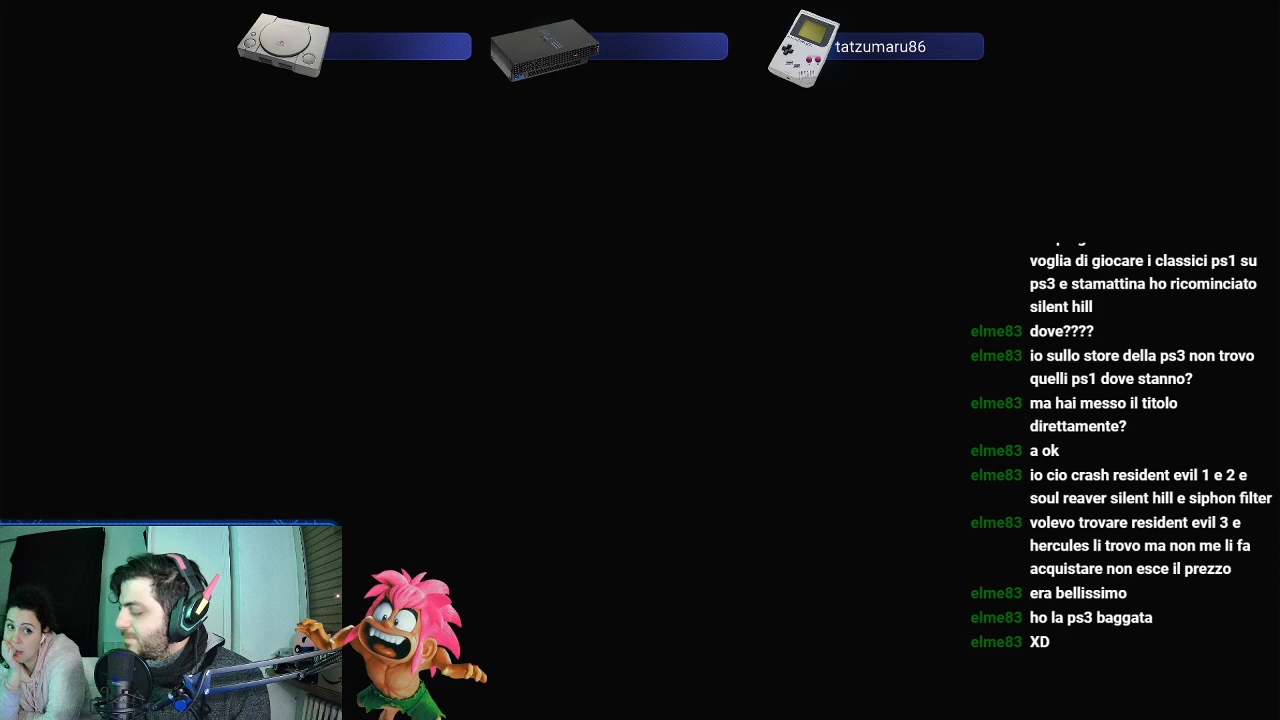 tatzumaru86
voglia di giocare i classici ps1 su
ps3 e stamattina ho ricominciato
silent hill
elme83 dove????
elme83 io sullo store della ps3 non trovo
quelli ps1 dove stanno?
elme83 ma hai messo il titolo
direttamente?
elme83 a ok
elme83 io cio crash resident evil 1 e 2 e
soul reaver silent hill e siphon filter
elme83 volevo trovare resident evil 3 e
hercules li trovo ma non me li fa
acquistare non esce il prezzo
elme83 era bellissimo
elme83 ho la ps3 baggata
elme83 XD